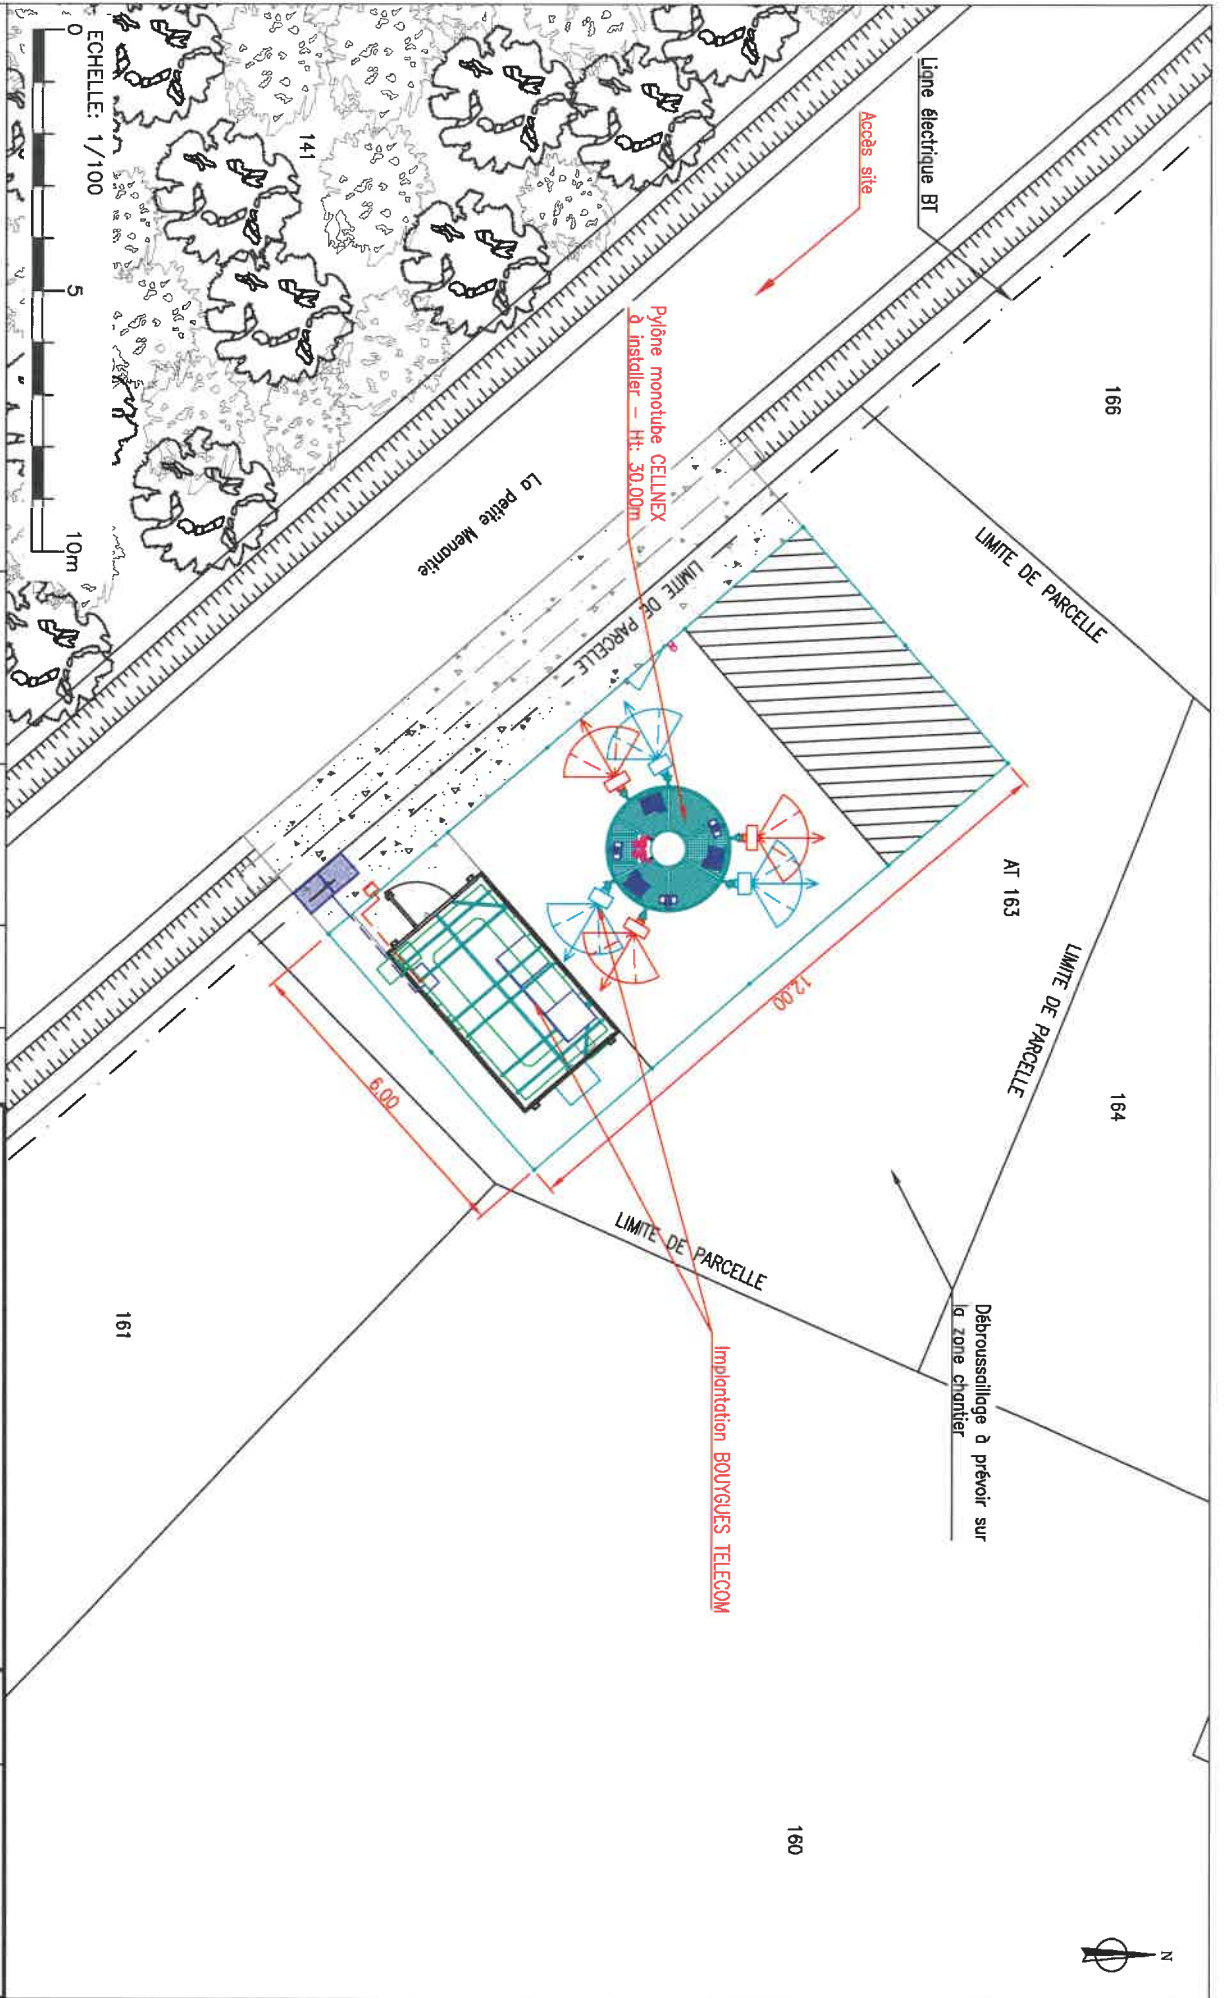 N
166
164
160
161
141
AT 163
LIMITE DE PARCELLE
LIMITE DE PARCELLE
LIMITE DE PARCELLE
LIMITE DE PARCELLE
Débroussaillage à prévoir sur
la zone chantier
Ligne électrique BT
Accès site
Pylône monotube CELLNEX
à installer - Ht: 30.00m
La petite Menantie
Implantation BOUYGUES TELECOM
12.00
6.00
ECHELLE: 1/100
0
5
10m